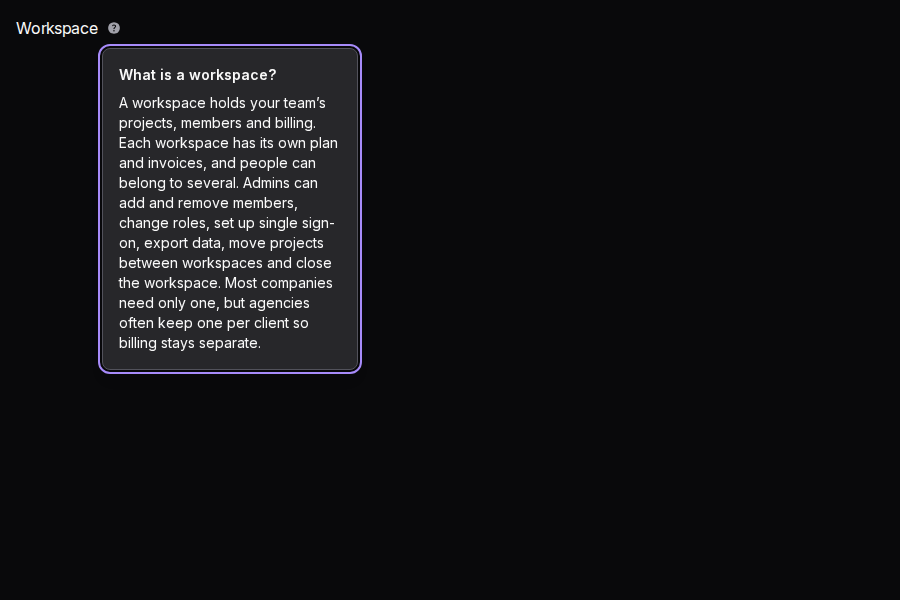 Workspace ?
What is a workspace?
A workspace holds your team’s
projects, members and billing.
Each workspace has its own plan
and invoices, and people can
belong to several. Admins can
add and remove members,
change roles, set up single sign-
on, export data, move projects
between workspaces and close
the workspace. Most companies
need only one, but agencies
often keep one per client so
billing stays separate.